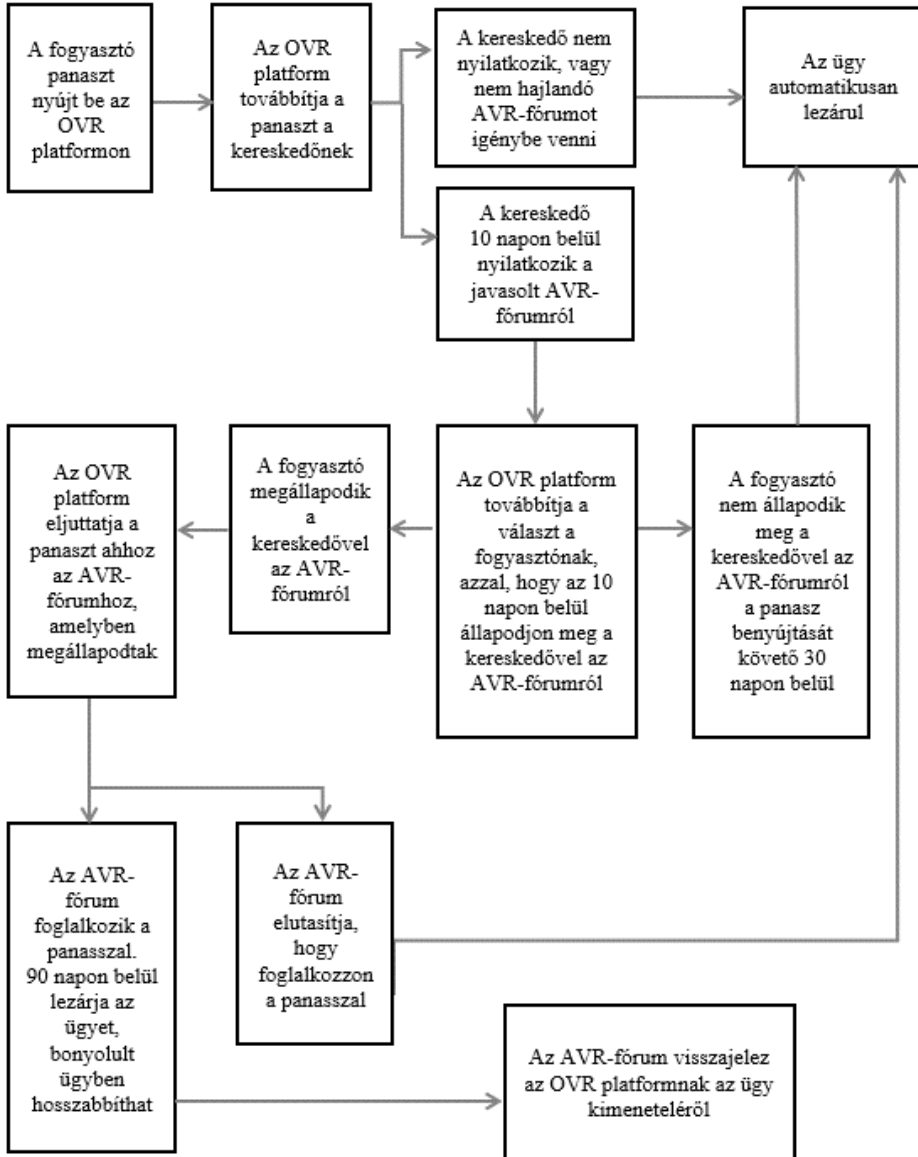 A fogyasztó
panaszt
nyújt be az
OVR
platformon
Az OVR
platform
továbbítja a
panaszt a
kereskedőnek
A kereskedő nem
nyilatkozik, vagy
nem hajlandó
AVR-fórumot
igénybe venni
Az ügy
automatikusan
lezárul
A kereskedő
10 napon belül
nyilatkozik a
javasolt AVR-
fórumról
Az OVR
platform
eljuttatja a
panaszt ahhoz
az AVR-
fórumhoz,
amelyben
megállapodtak
A fogyasztó
megállapodik
a
kereskedővel
az AVR-
fórumról
Az OVR platform
továbbítja a
választ a
fogyasztónak,
azzal, hogy az 10
napon belül
állapodjon meg a
kereskedővel az
AVR-fórumról
A fogyasztó
nem állapodik
meg a
kereskedővel az
AVR-fórumról
a panasz
benyújtását
követő 30
napon belül
Az AVR-
fórum
foglalkozik a
panasszal.
90 napon belül
lezárja az
ügyet,
bonyolult
ügyben
hosszabbíthat
Az AVR-
fórum
elutasítja,
hogy
foglalkozzon
a panasszal
Az AVR-fórum visszajelez
az OVR platformnak az ügy
kimeneteléről